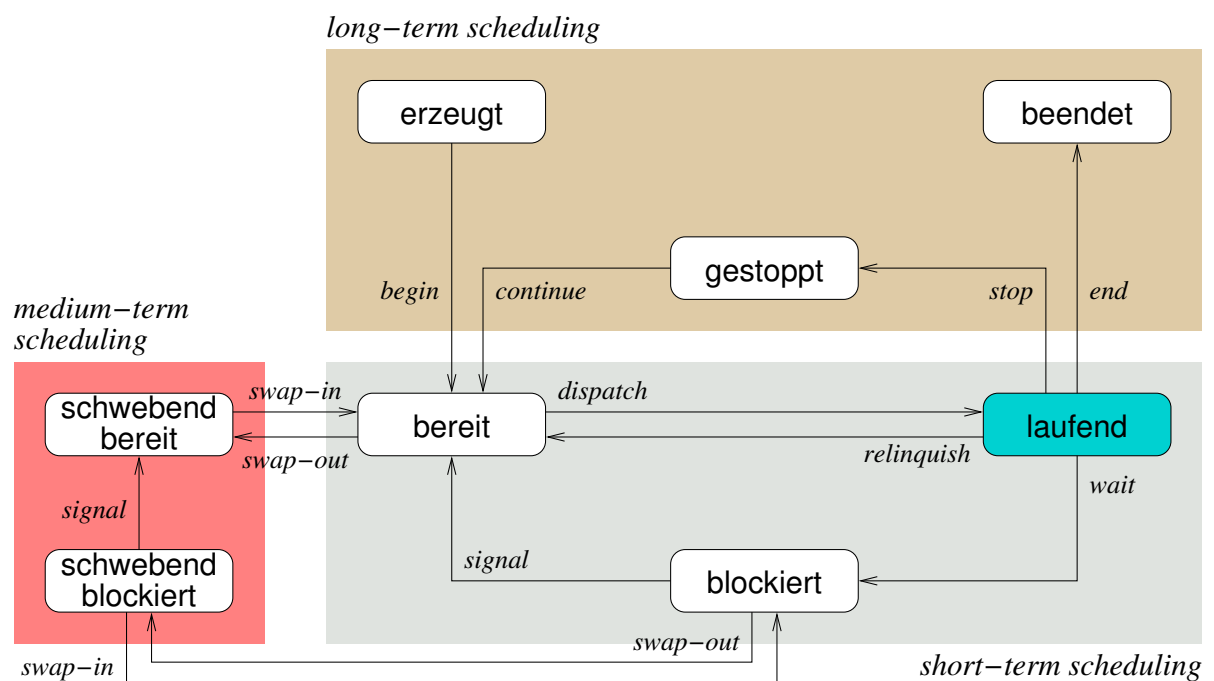 long−term scheduling
erzeugt
beendet
gestoppt
begin
continue
stop
end
medium−term
scheduling
swap−in
dispatch
schwebend
bereit
bereit
laufend
swap−out
relinquish
wait
signal
schwebend
blockiert
signal
blockiert
swap−out
swap−in
short−term scheduling